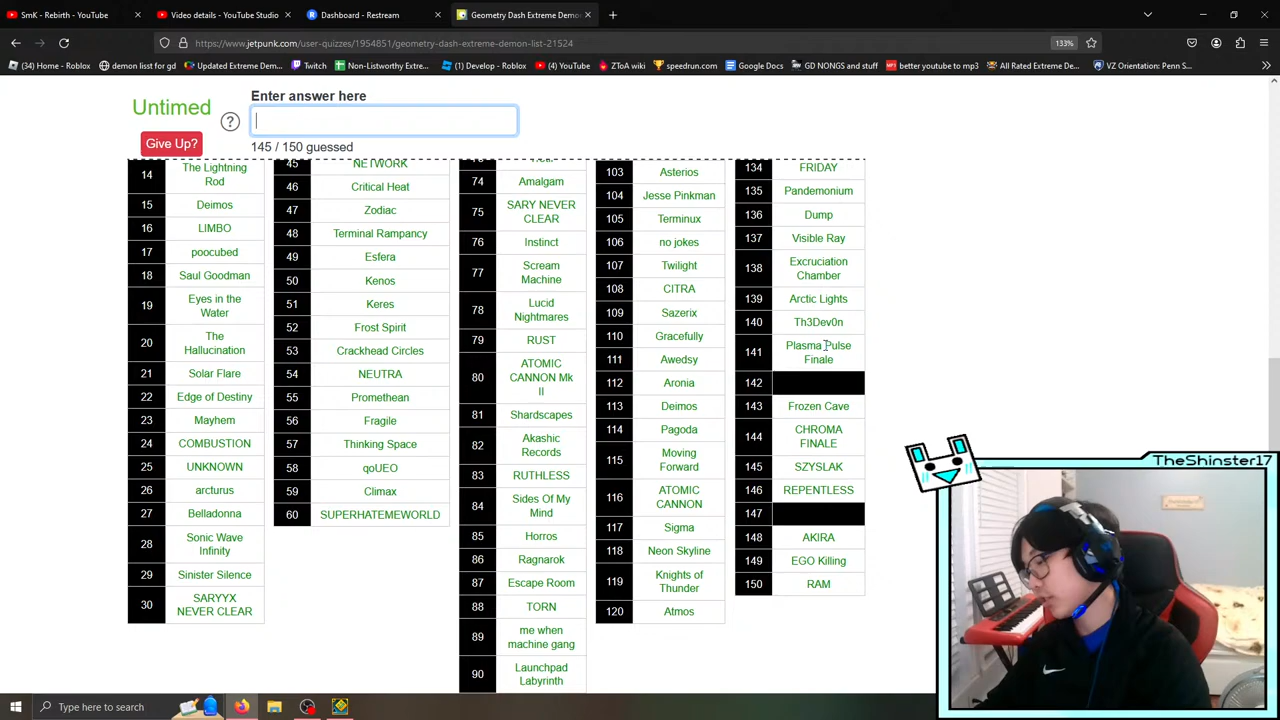 SmK - Rebirth - YouTube
Video details - YouTube Studio
Dashboard - Restream
Geometry Dash Extreme Demo
https://www.jetpunk.com/user-quizzes/1954851/geometry-dash-extreme-demon-list-21524
133%
(34) Home - Roblox
demon lisst for gd
Updated Extreme Dem...
Twitch
Non-Listworthy Extre...
(1) Develop - Roblox
(4) YouTube
ZToA wiki
speedrun.com
Google Docs
GD NONGS and stuff
better youtube to mp3
All Rated Extreme De...
VZ Orientation: Penn S...
Untimed
Enter answer here
Give Up?
145 / 150 guessed
14 The Lightning Rod
15 Deimos
16 LIMBO
17 poocubed
18 Saul Goodman
19 Eyes in the Water
20 The Hallucination
21 Solar Flare
22 Edge of Destiny
23 Mayhem
24 COMBUSTION
25 UNKNOWN
26 arcturus
27 Belladonna
28 Sonic Wave Infinity
29 Sinister Silence
30 SARYYX NEVER CLEAR
45 NETWORK
46 Critical Heat
47 Zodiac
48 Terminal Rampancy
49 Esfera
50 Kenos
51 Keres
52 Frost Spirit
53 Crackhead Circles
54 NEUTRA
55 Promethean
56 Fragile
57 Thinking Space
58 qoUEO
59 Climax
60 SUPERHATEMEWORLD
74 Amalgam
75 SARY NEVER CLEAR
76 Instinct
77 Scream Machine
78 Lucid Nightmares
79 RUST
80 ATOMIC CANNON Mk II
81 Shardscapes
82 Akashic Records
83 RUTHLESS
84 Sides Of My Mind
85 Horros
86 Ragnarok
87 Escape Room
88 TORN
89 me when machine gang
90 Launchpad Labyrinth
103 Asterios
104 Jesse Pinkman
105 Terminux
106 no jokes
107 Twilight
108 CITRA
109 Sazerix
110 Gracefully
111 Awedsy
112 Aronia
113 Deimos
114 Pagoda
115 Moving Forward
116 ATOMIC CANNON
117 Sigma
118 Neon Skyline
119 Knights of Thunder
120 Atmos
134 FRIDAY
135 Pandemonium
136 Dump
137 Visible Ray
138 Excruciation Chamber
139 Arctic Lights
140 Th3Dev0n
141 Plasma Pulse Finale
142
143 Frozen Cave
144 CHROMA FINALE
145 SZYSLAK
146 REPENTLESS
147
148 AKIRA
149 EGO Killing
150 RAM
TheShinster17
Type here to search